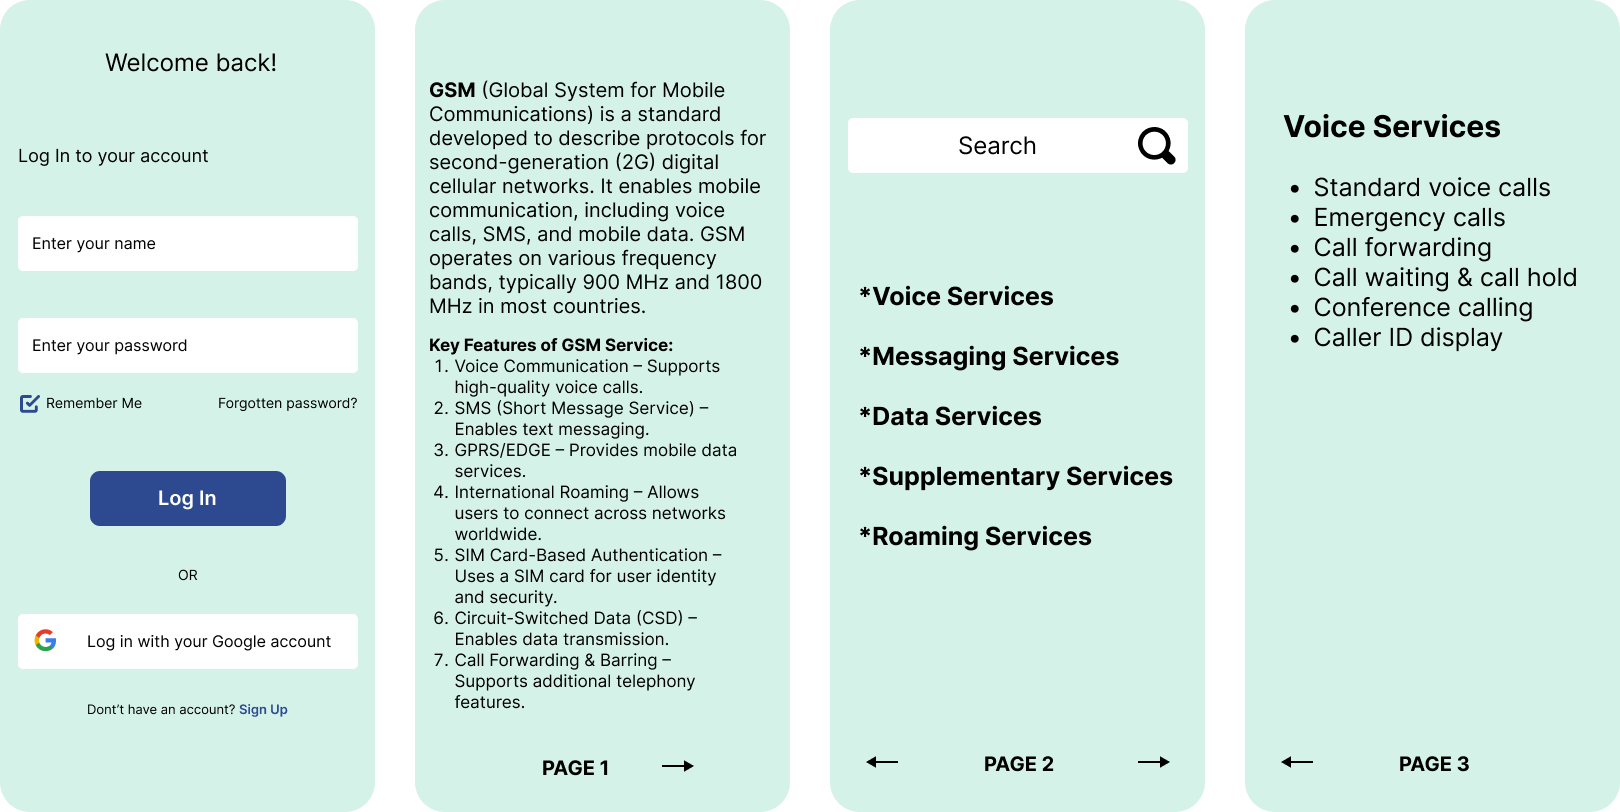 Welcome back!
Log In to your account
Enter your name
Enter your password
Remember Me
Forgotten password?
Log In
OR
Log in with your Google account
Dont't have an account? Sign Up
GSM (Global System for Mobile
Communications) is a standard
developed to describe protocols for
second-generation (2G) digital
cellular networks. It enables mobile
communication, including voice
calls, SMS, and mobile data. GSM
operates on various frequency
bands, typically 900 MHz and 1800
MHz in most countries.
Key Features of GSM Service:
1. Voice Communication – Supports
high-quality voice calls.
2. SMS (Short Message Service) –
Enables text messaging.
3. GPRS/EDGE – Provides mobile data
services.
4. International Roaming – Allows
users to connect across networks
worldwide.
5. SIM Card-Based Authentication –
Uses a SIM card for user identity
and security.
6. Circuit-Switched Data (CSD) –
Enables data transmission.
7. Call Forwarding & Barring –
Supports additional telephony
features.
PAGE 1
Search
*Voice Services
*Messaging Services
*Data Services
*Supplementary Services
*Roaming Services
PAGE 2
Voice Services
• Standard voice calls
• Emergency calls
• Call forwarding
• Call waiting & call hold
• Conference calling
• Caller ID display
PAGE 3